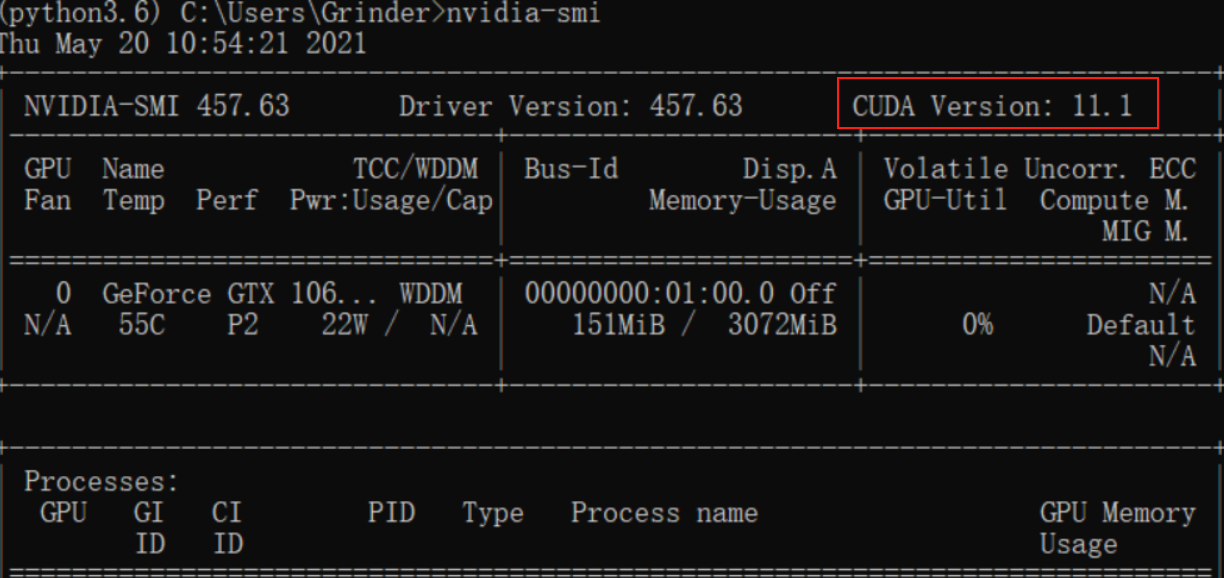 (python3.6) C:\Users\Grinder>nvidia-smi
Thu May 20 10:54:21 2021
NVIDIA-SMI 457.63 Driver Version: 457.63 CUDA Version: 11.1
GPU Name TCC/WDDM Bus-Id Disp.A Volatile Uncorr. ECC
Fan Temp Perf Pwr:Usage/Cap Memory-Usage GPU-Util Compute M.
MIG M.
0 GeForce GTX 106... WDDM 00000000:01:00.0 Off N/A
N/A 55C P2 22W / N/A 151MiB / 3072MiB 0% Default
N/A
Processes:
GPU GI CI PID Type Process name GPU Memory
ID ID Usage